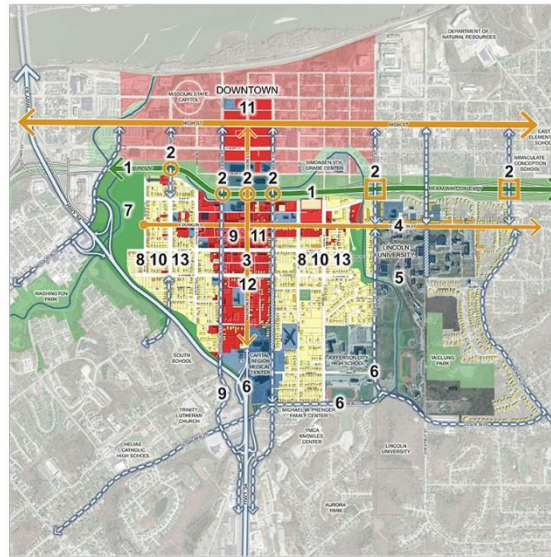 DEPARTMENT OF
NATURAL RESOURCES
MISSOURI STATE
CAPITOL
DOWNTOWN
11
HIGH ST
HIGH ST
EAST
ELEMENTARY
SCHOOL
SIMONSEN 9TH
GRADE CENTER
IMMACULATE
CONCEPTION
SCHOOL
1
2
2
2
2
2
2
1
7
DUNKLIN ST
4
9
11
LINCOLN
UNIVERSITY
8
10
13
3
8
10
13
5
12
WASHINGTON
PARK
SOUTH
SCHOOL
CAPITAL
REGION
MEDICAL
CENTER
JEFFERSON CITY
HIGH SCHOOL
MCCLUNG
PARK
6
6
9
6
TRINITY
LUTHERAN
CHURCH
MICHAEL W. PRENGER
FAMILY CENTER
HELIAS
CATHOLIC
HIGH SCHOOL
YMCA
KNOWLES
CENTER
LINCOLN
UNIVERSITY
AURORA
PARK